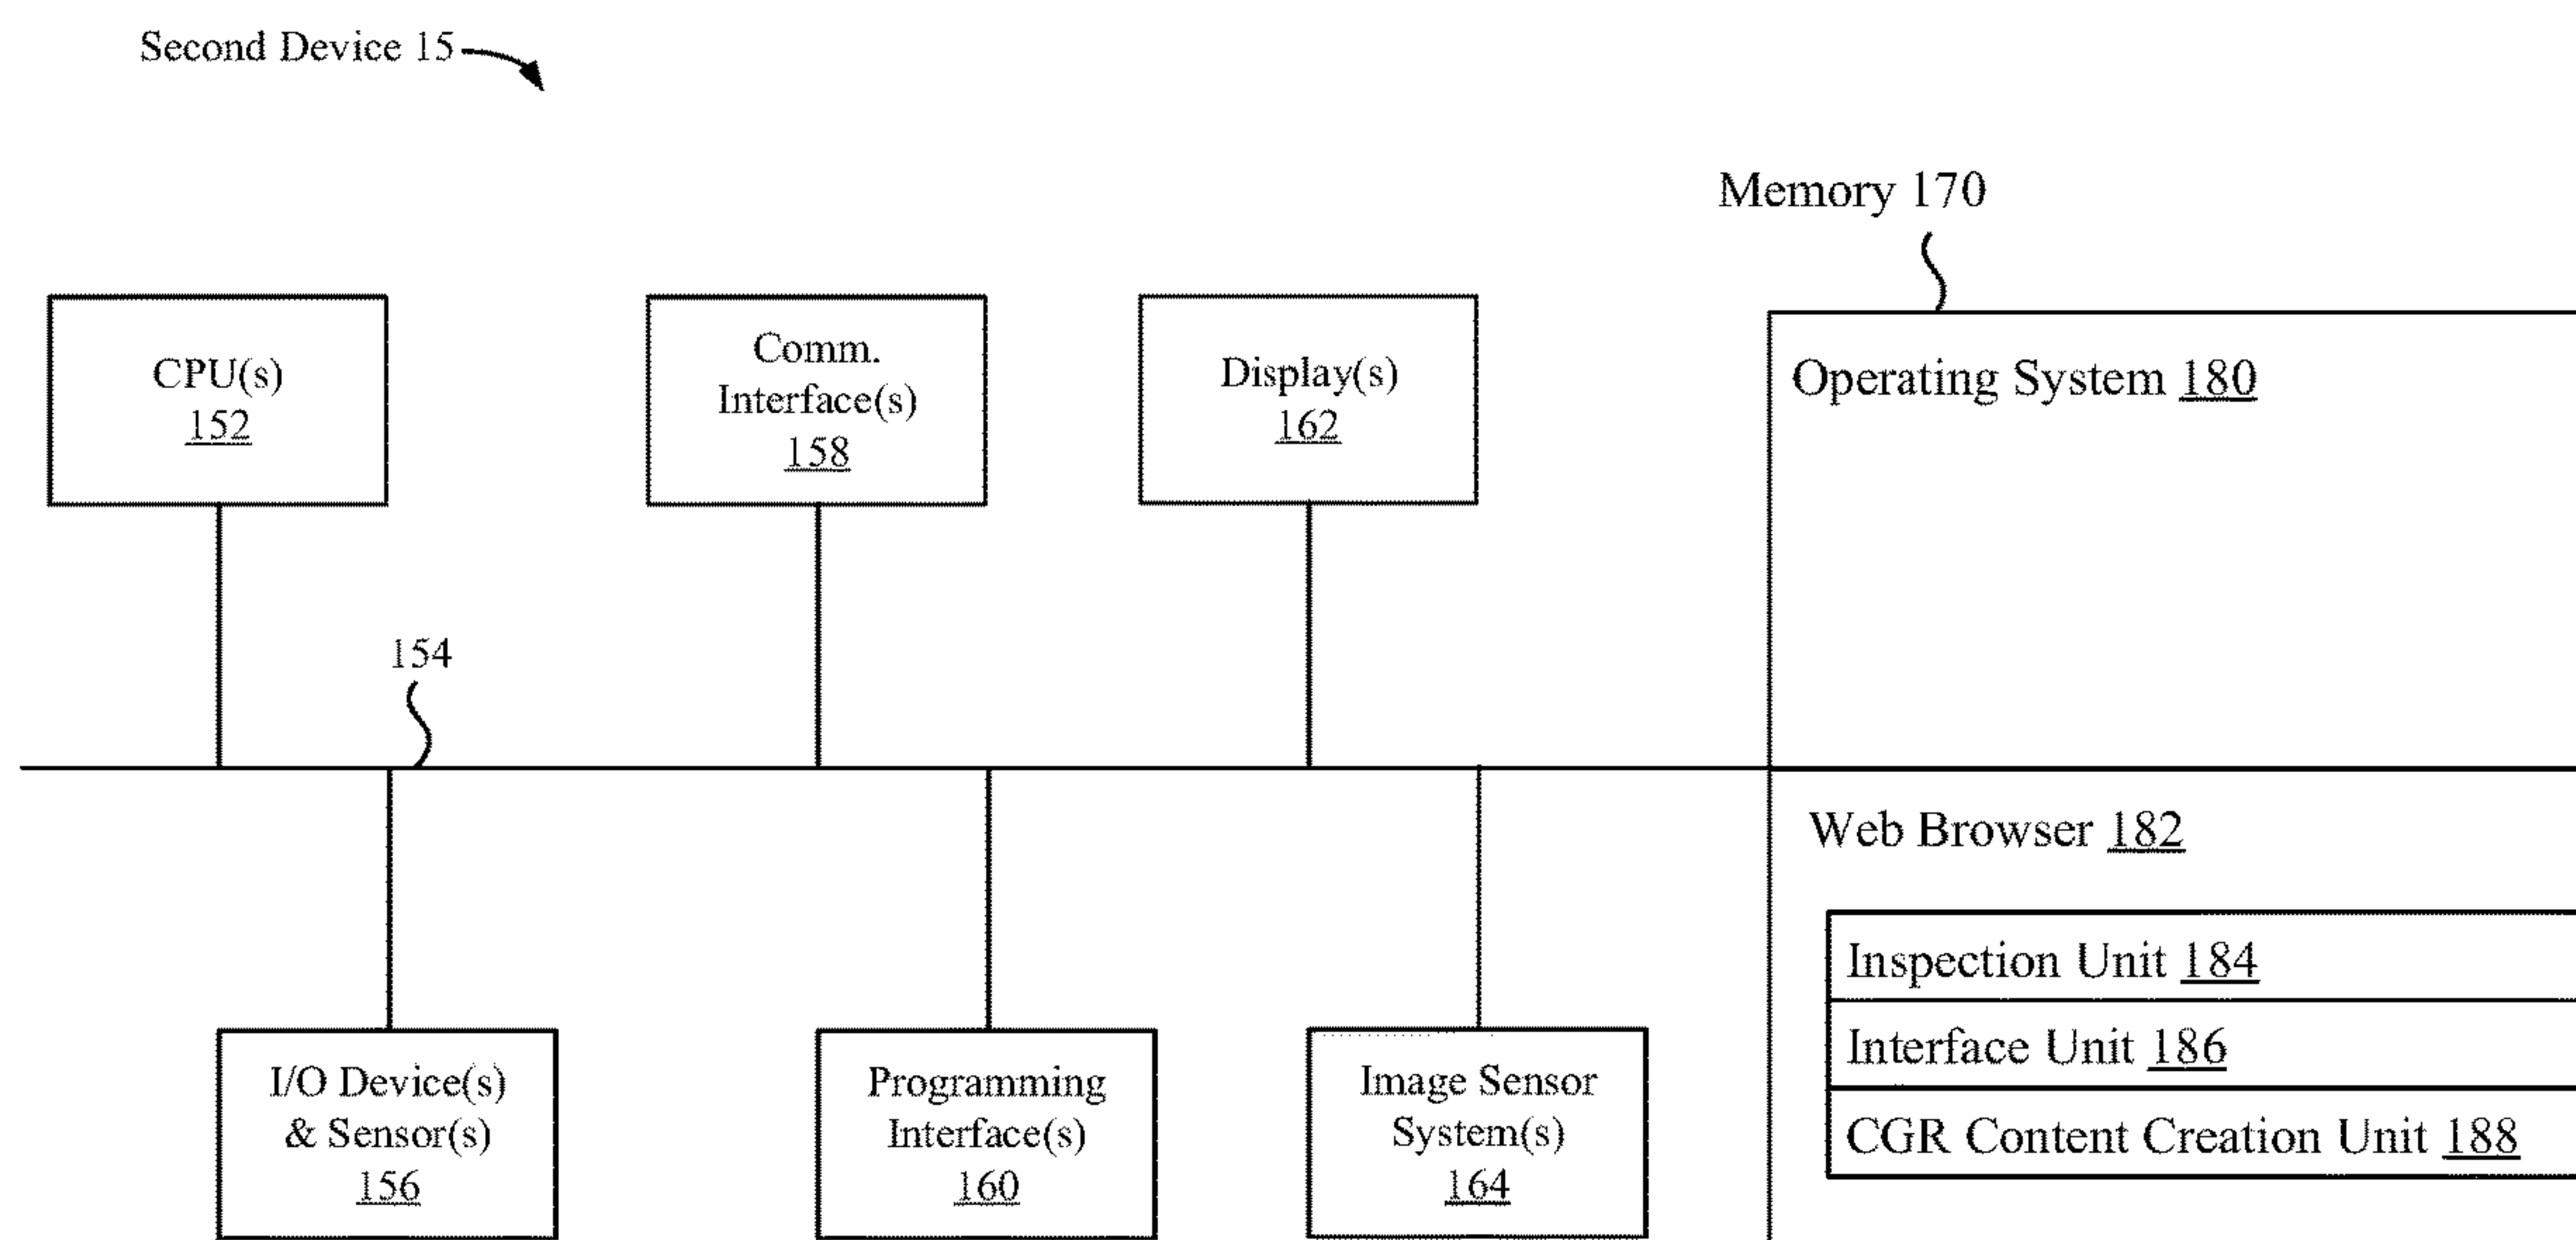 Second Device 15
Memory 170
CPU(s)
152
Comm.
Interface(s)
158
Display(s)
162
Operating System 180
154
Web Browser 182
Inspection Unit 184
Interface Unit 186
CGR Content Creation Unit 188
I/O Device(s)
& Sensor(s)
156
Programming
Interface(s)
160
Image Sensor
System(s)
164